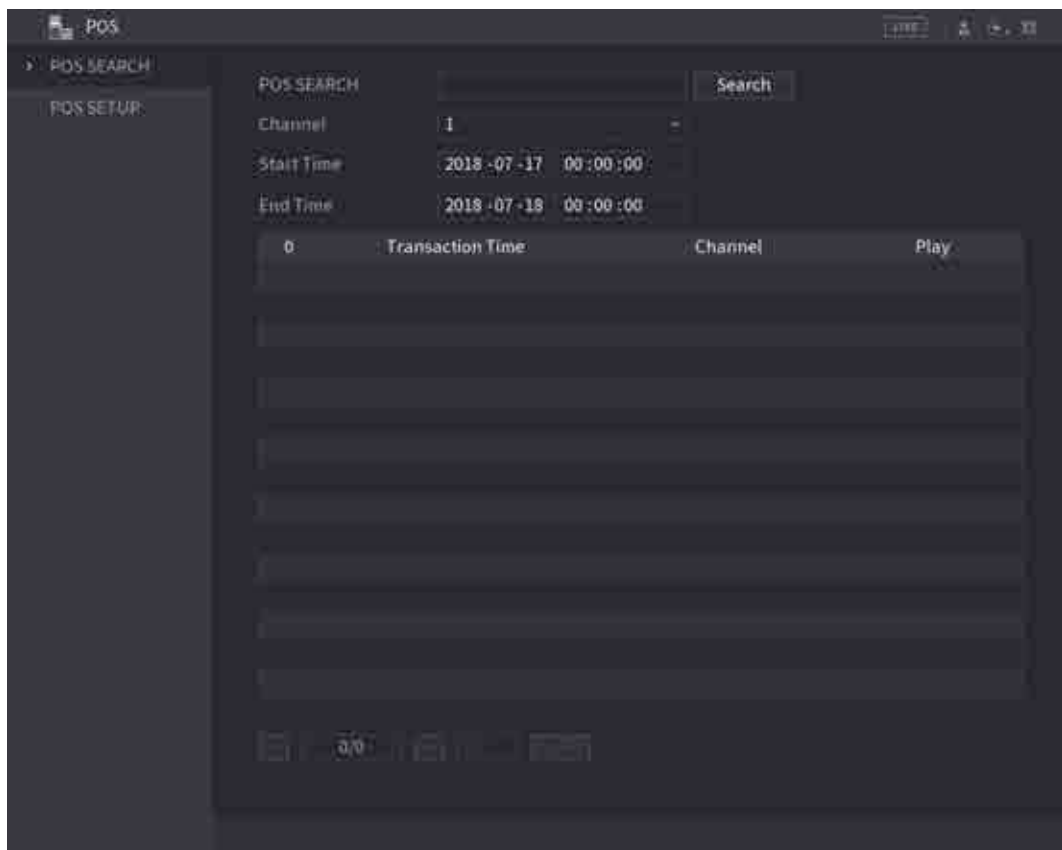 POS
LIVE
POS SEARCH
POS SETUP
POS SEARCH Search
Channel 1
Start Time 2018 -07 -17 00 : 00 : 00
End Time 2018 -07 -18 00 : 00 : 00
0 Transaction Time Channel Play
0/0